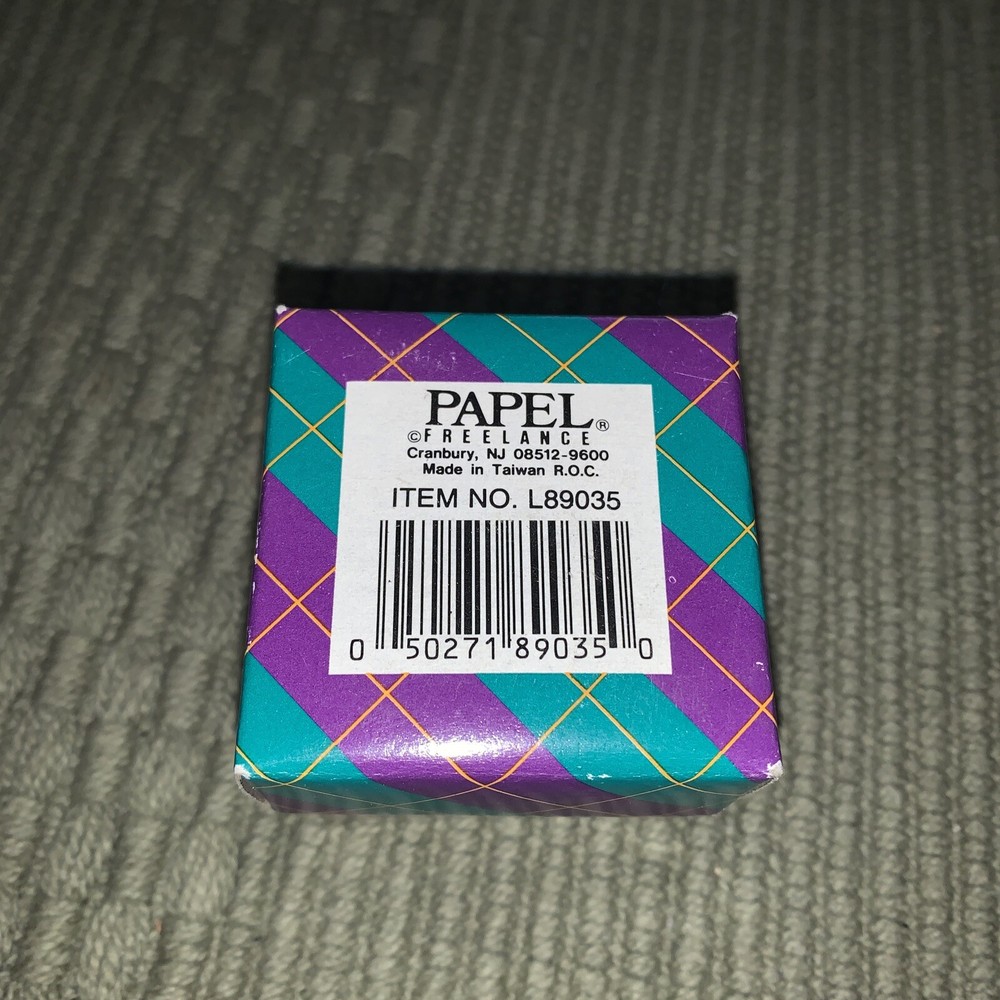 PAPEL®
©FREELANCE
Cranbury, NJ 08512-9600
Made in Taiwan R.O.C.
ITEM NO. L89035
0 50271 89035 0